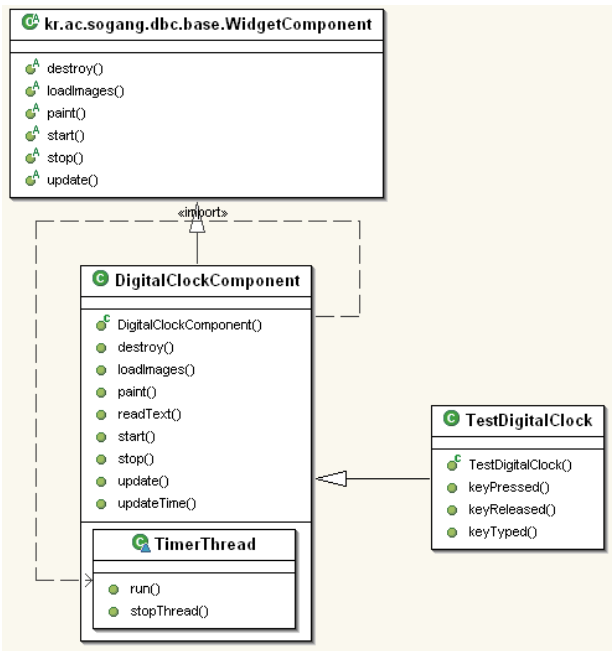 kr.ac.sogang.dbc.base.WidgetComponent
destroy()
loadImages()
paint()
start()
stop()
update()
«import»
DigitalClockComponent
DigitalClockComponent()
destroy()
loadImages()
paint()
readText()
start()
stop()
update()
updateTime()
TimerThread
run()
stopThread()
TestDigitalClock
TestDigitalClock()
keyPressed()
keyReleased()
keyTyped()